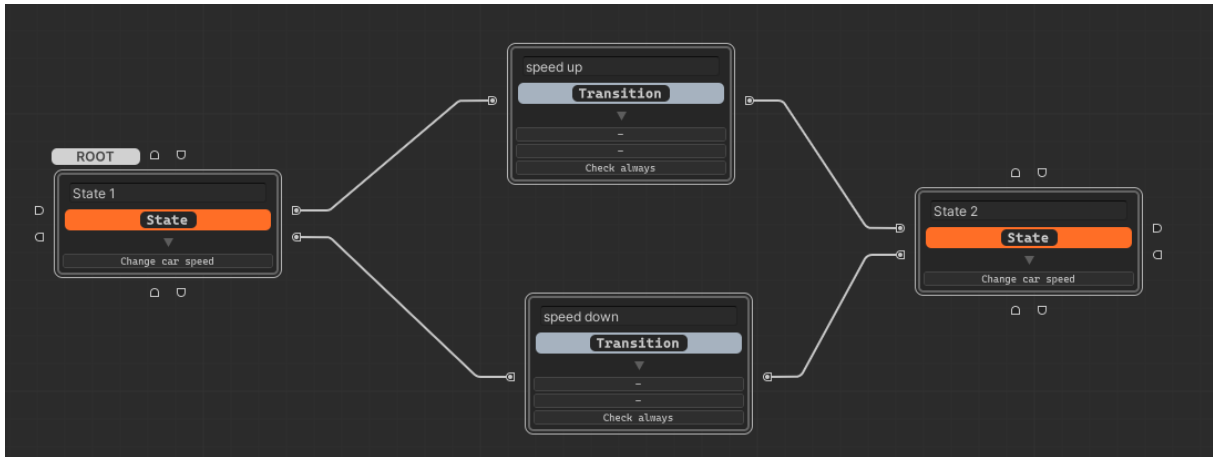 ROOT
State 1
State
Change car speed
speed up
Transition
–
–
Check always
speed down
Transition
–
–
Check always
State 2
State
Change car speed